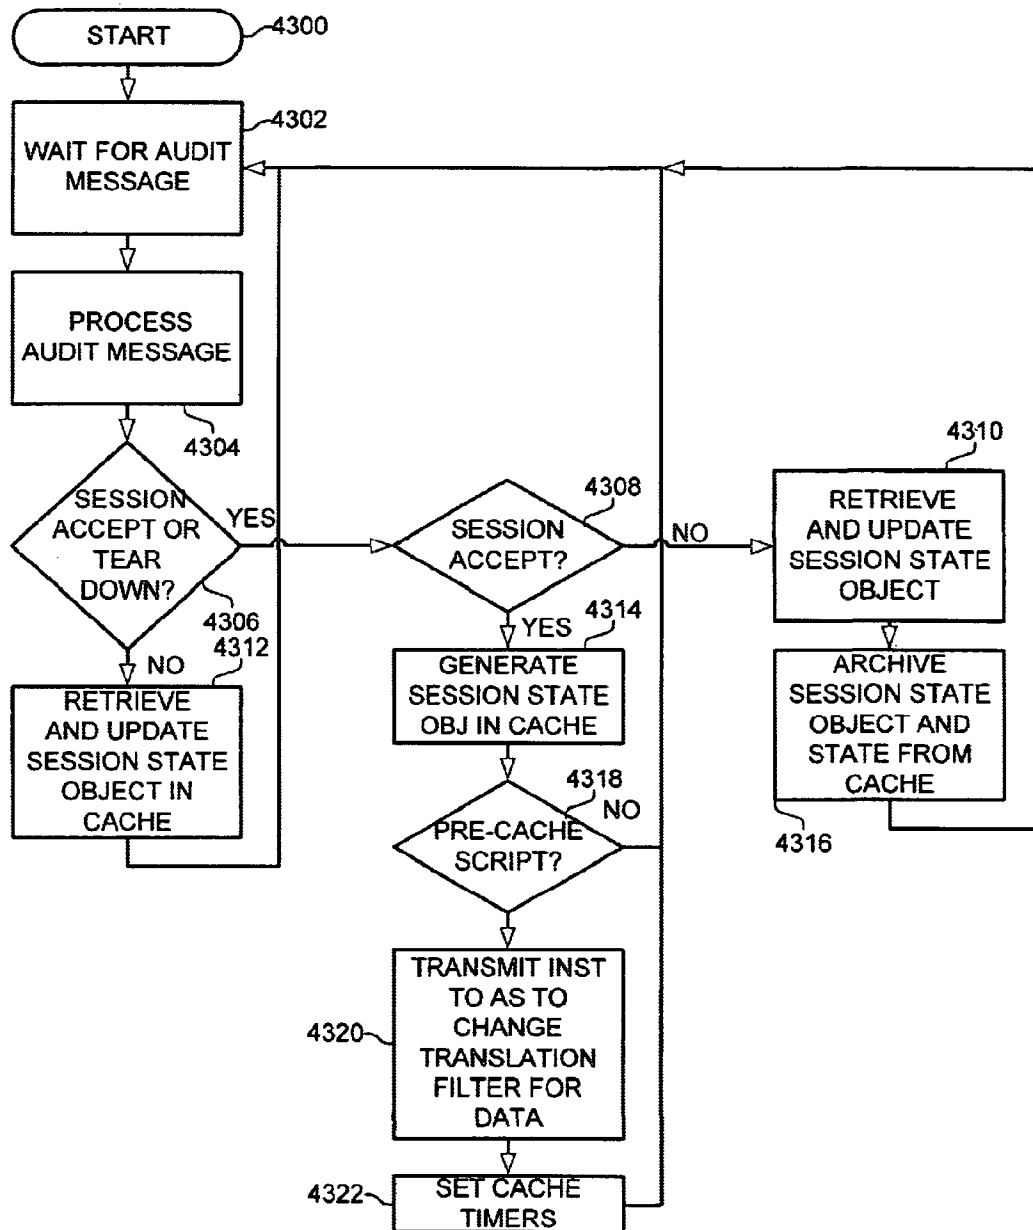 START
4300
4302
WAIT FOR AUDIT
MESSAGE
PROCESS
AUDIT MESSAGE
4304
SESSION
ACCEPT OR
TEAR
DOWN?
YES
4306
NO
4312
RETRIEVE
AND UPDATE
SESSION STATE
OBJECT IN
CACHE
4308
SESSION
ACCEPT?
NO
YES
4310
RETRIEVE
AND UPDATE
SESSION STATE
OBJECT
4314
GENERATE
SESSION STATE
OBJ IN CACHE
ARCHIVE
SESSION STATE
OBJECT AND
STATE FROM
CACHE
4316
4318
NO
PRE-CACHE
SCRIPT?
TRANSMIT INST
TO AS TO
CHANGE
TRANSLATION
FILTER FOR
DATA
4320
SET CACHE
TIMERS
4322